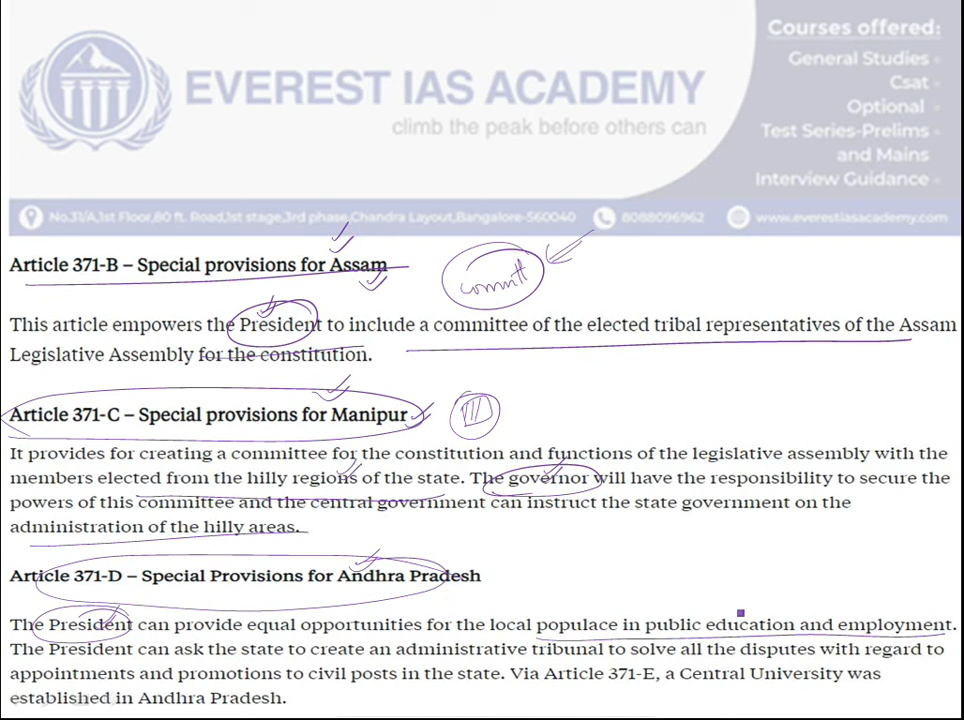 Courses offered:
General Studies
Csat
Optional
Test Series-Prelims
and Mains
Interview Guidance
EVEREST IAS ACADEMY
climb the peak before others can
No.31/A,1st Floor,80 ft. Road,1st stage,3rd phase,Chandra Layout,Bangalore-560040 8088096962 www.everestiasacademy.com
Article 371-B – Special provisions for Assam
committ
This article empowers the President to include a committee of the elected tribal representatives of the Assam
Legislative Assembly for the constitution.
Article 371-C – Special provisions for Manipur
It provides for creating a committee for the constitution and functions of the legislative assembly with the
members elected from the hilly regions of the state. The governor will have the responsibility to secure the
powers of this committee and the central government can instruct the state government on the
administration of the hilly areas.
Article 371-D – Special Provisions for Andhra Pradesh
The President can provide equal opportunities for the local populace in public education and employment.
The President can ask the state to create an administrative tribunal to solve all the disputes with regard to
appointments and promotions to civil posts in the state. Via Article 371-E, a Central University was
established in Andhra Pradesh.